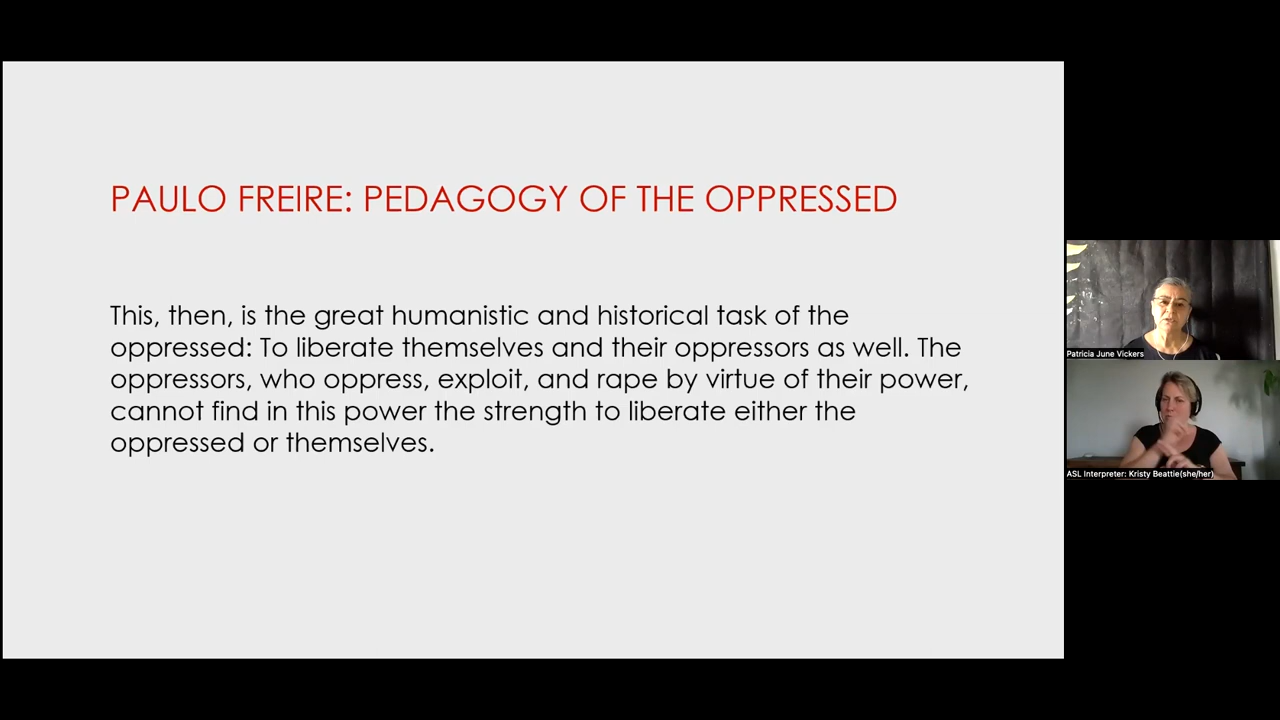 PAULO FREIRE: PEDAGOGY OF THE OPPRESSED
This, then, is the great humanistic and historical task of the
oppressed: To liberate themselves and their oppressors as well. The
oppressors, who oppress, exploit, and rape by virtue of their power,
cannot find in this power the strength to liberate either the
oppressed or themselves.
Patricia June Vickers
ASL Interpreter: Kristy Beattie(she/her)